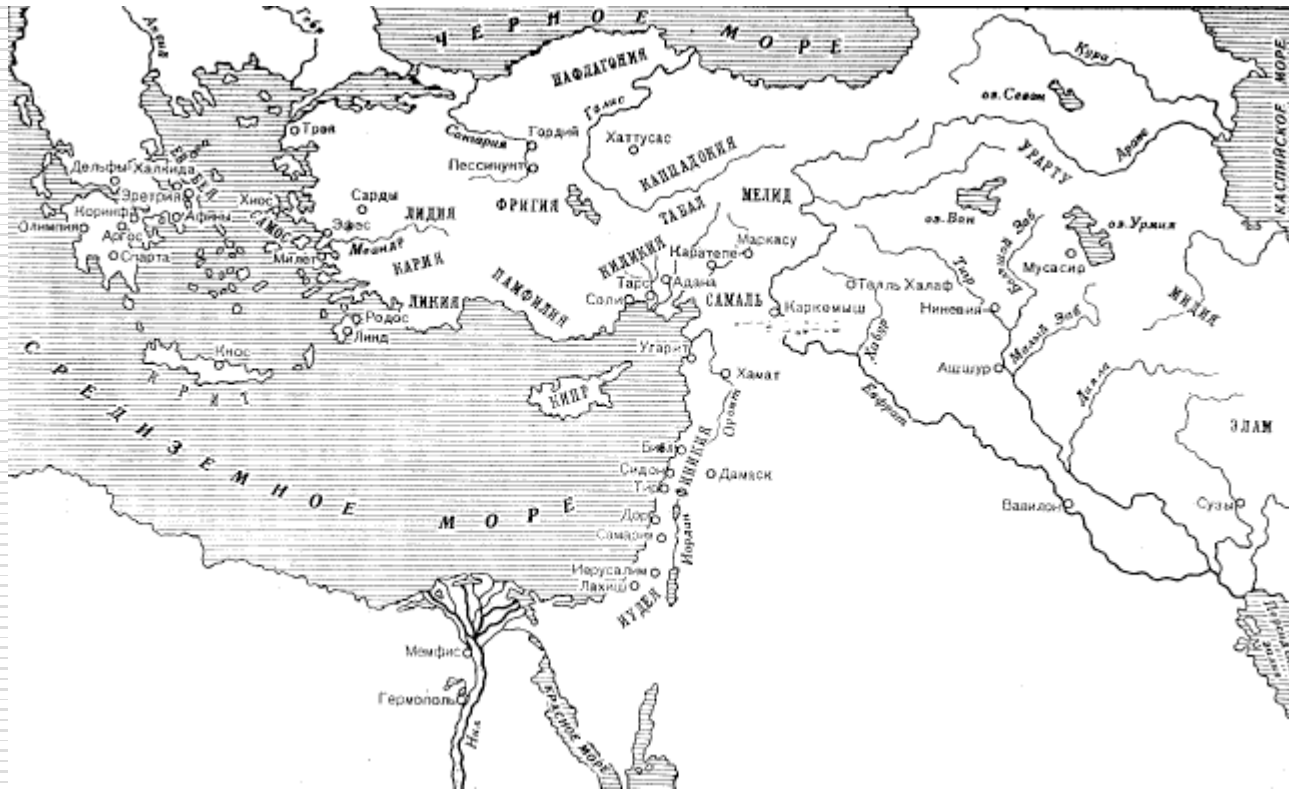 ЧЕРНОЕ МОРЕ
КАСПИЙСКОЕ МОРЕ
Аксий
Гебр
ПАФЛАГОНИЯ
Кура
оз. Севан
Аракс
Галис
Троя
Сангарий
Гордий
Хаттусас
Пессинунт
КАППАДОКИЯ
УРАРТУ
Дельфы
Халкида
ЕВБЕЯ
Эретрия
Хиос
Сарды
ЛИДИЯ
ФРИГИЯ
ТАБАЛ
МЕЛИД
оз. Ван
оз. Урмия
Коринф
Афины
Олимпия
Аргос
САМОС
Эфес
Меандр
Спарта
Милет
КАРИЯ
КИЛИКИЯ
Маркасу
Каратепе
Мусасир
Тигр
Заб
ПАМФИЛИЯ
Тарс
Адана
Телль Халаф
МИДИЯ
ЛИКИЯ
Соли
САМАЛЬ
Каркемыш
Ниневия
Родос
Линд
Малый Заб
Хабур
Кнос
КРИТ
Угарит
Ашшур
Хамат
КИПР
Евфрат
Дияла
Оронт
ЭЛАМ
СРЕДИЗЕМНОЕ МОРЕ
Библ
Сидон
ФИНИКИЯ
Дамаск
Тир
Вавилон
Сузы
Дор
Самария
Иордан
Иерусалим
Лахиш
ИУДЕЯ
Мемфис
Гермополь
Нил
КРАСНОЕ МОРЕ